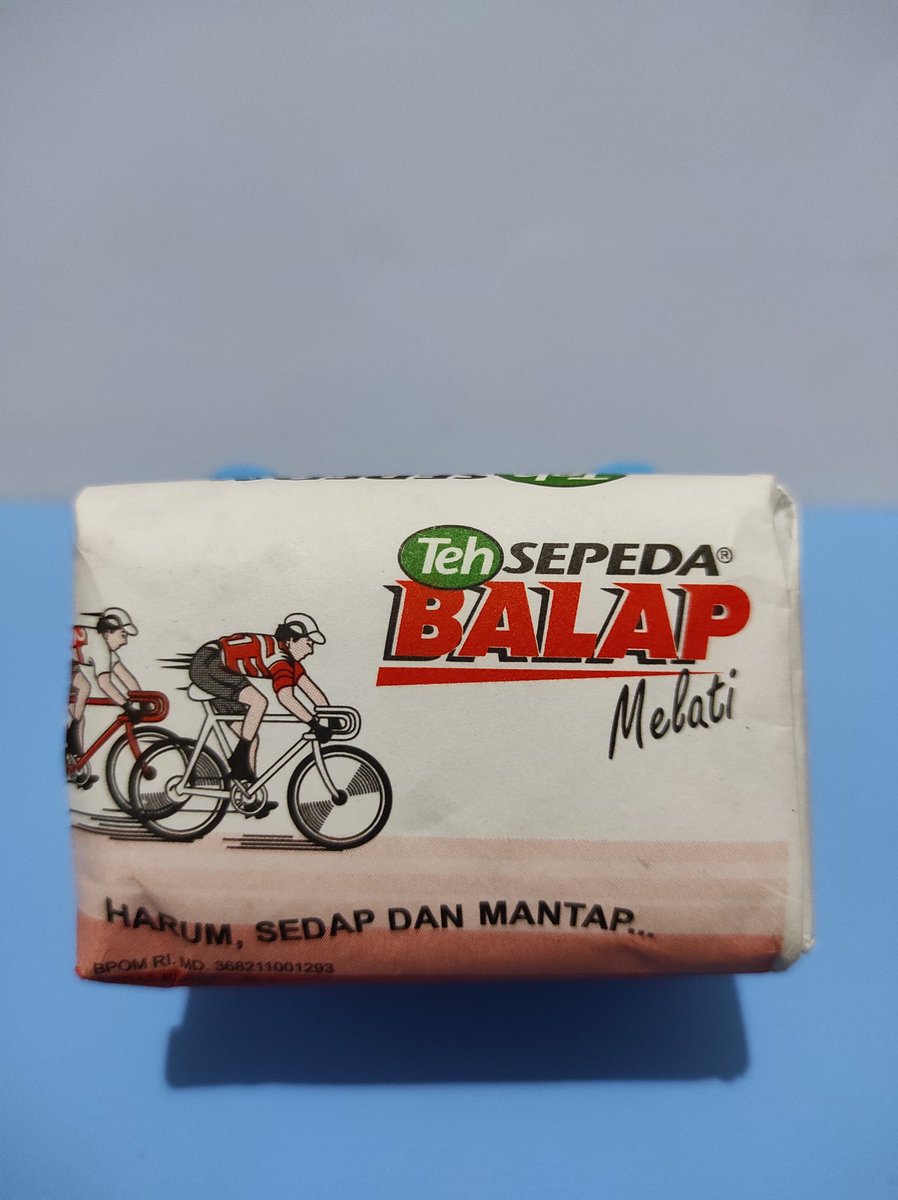 Teh SEPEDA®
BALAP
Melati
HARUM, SEDAP DAN MANTAP...
BPOM RI. MD. 368211001293